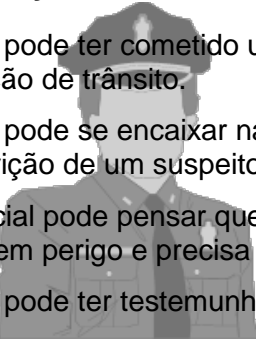 pode ter cometido u
são de trânsito.
pode se encaixar na
rição de um suspeito
cial pode pensar que
em perigo e precisa
pode ter testemunh